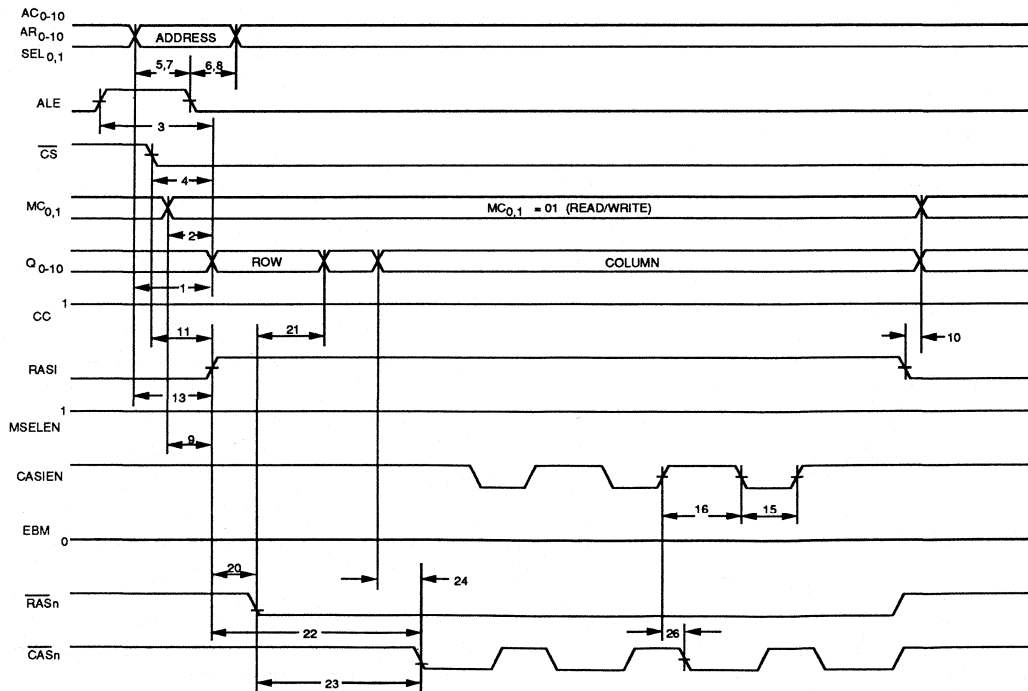 AC0-10
AR0-10
SEL0,1
ADDRESS
5,7
6,8
ALE
3
CS
4
MC0,1
MC0,1 = 01 (READ/WRITE)
2
Q0-10
ROW
COLUMN
1
1
CC
11
21
10
RASI
13
1
MSELEN
9
CASIEN
16
15
EBM
0
20
24
RASn
22
26
CASn
23